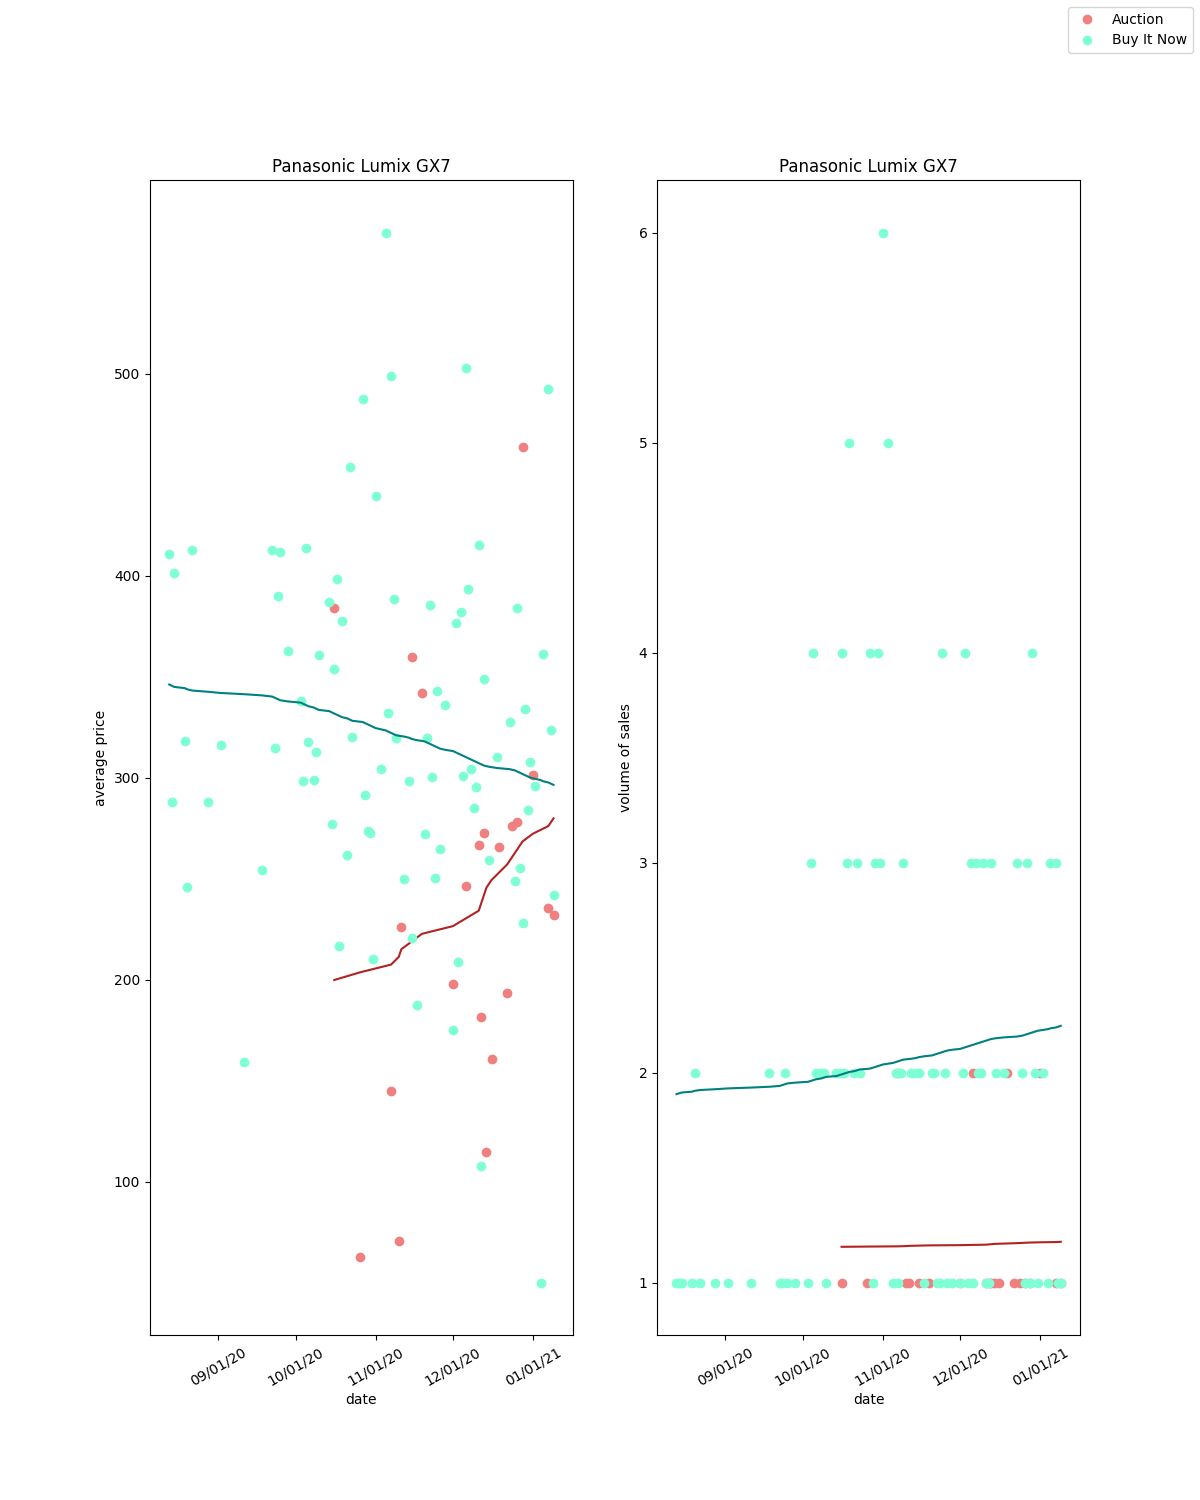 Auction
Buy It Now
Panasonic Lumix GX7
average price
500
400
300
200
100
09/01/20
10/01/20
11/01/20
12/01/20
01/01/21
date
Panasonic Lumix GX7
volume of sales
6
5
4
3
2
1
09/01/20
10/01/20
11/01/20
12/01/20
01/01/21
date